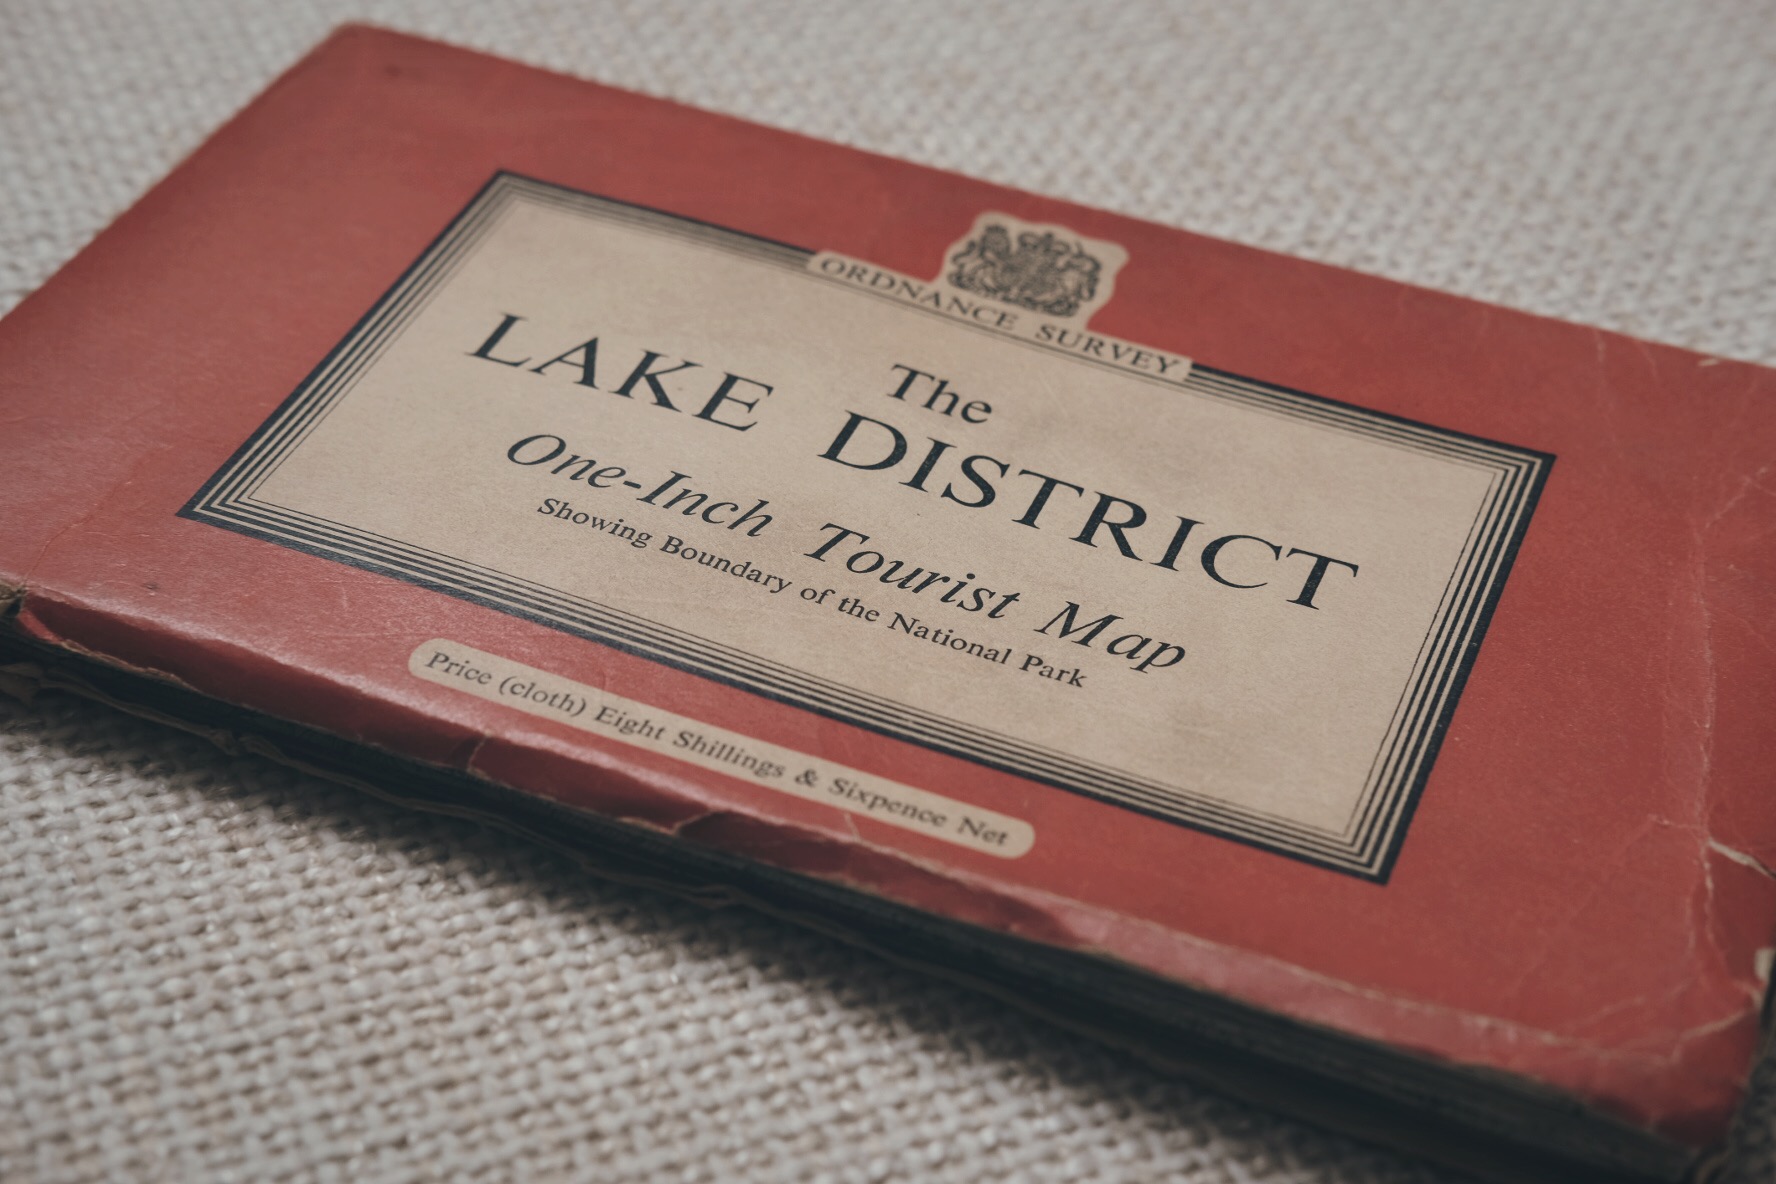 ORDNANCE SURVEY
The
LAKE DISTRICT
One-Inch Tourist Map
Showing Boundary of the National Park
Price (cloth) Eight Shillings & Sixpence Net